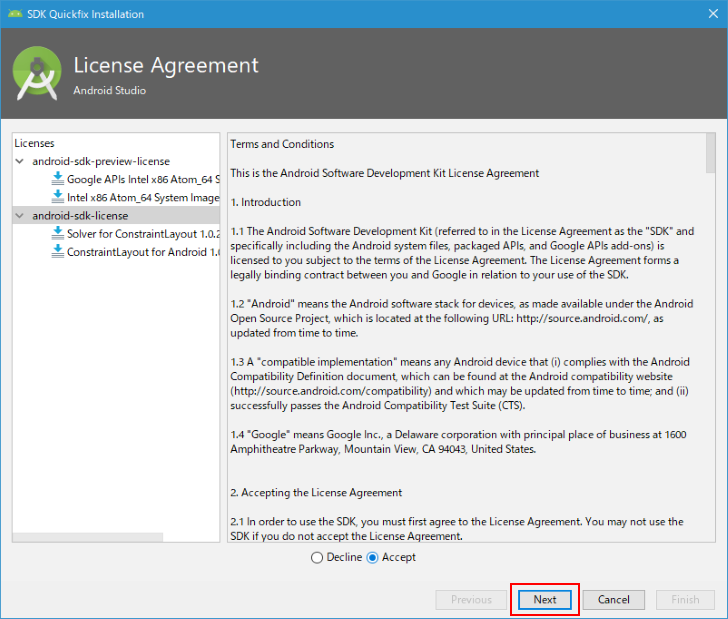 SDK Quickfix Installation
License Agreement
Android Studio
Licenses
android-sdk-preview-license
Google APIs Intel x86 Atom_64 S
Intel x86 Atom_64 System Image
android-sdk-license
Solver for ConstraintLayout 1.0.2
ConstraintLayout for Android 1.0
Terms and Conditions
This is the Android Software Development Kit License Agreement
1. Introduction
1.1 The Android Software Development Kit (referred to in the License Agreement as the "SDK" and
specifically including the Android system files, packaged APIs, and Google APIs add-ons) is
licensed to you subject to the terms of the License Agreement. The License Agreement forms a
legally binding contract between you and Google in relation to your use of the SDK.
1.2 "Android" means the Android software stack for devices, as made available under the Android
Open Source Project, which is located at the following URL: http://source.android.com/, as
updated from time to time.
1.3 A "compatible implementation" means any Android device that (i) complies with the Android
Compatibility Definition document, which can be found at the Android compatibility website
(http://source.android.com/compatibility) and which may be updated from time to time; and (ii)
successfully passes the Android Compatibility Test Suite (CTS).
1.4 "Google" means Google Inc., a Delaware corporation with principal place of business at 1600
Amphitheatre Parkway, Mountain View, CA 94043, United States.
2. Accepting the License Agreement
2.1 In order to use the SDK, you must first agree to the License Agreement. You may not use the
SDK if you do not accept the License Agreement.
Decline Accept
Previous Next Cancel Finish